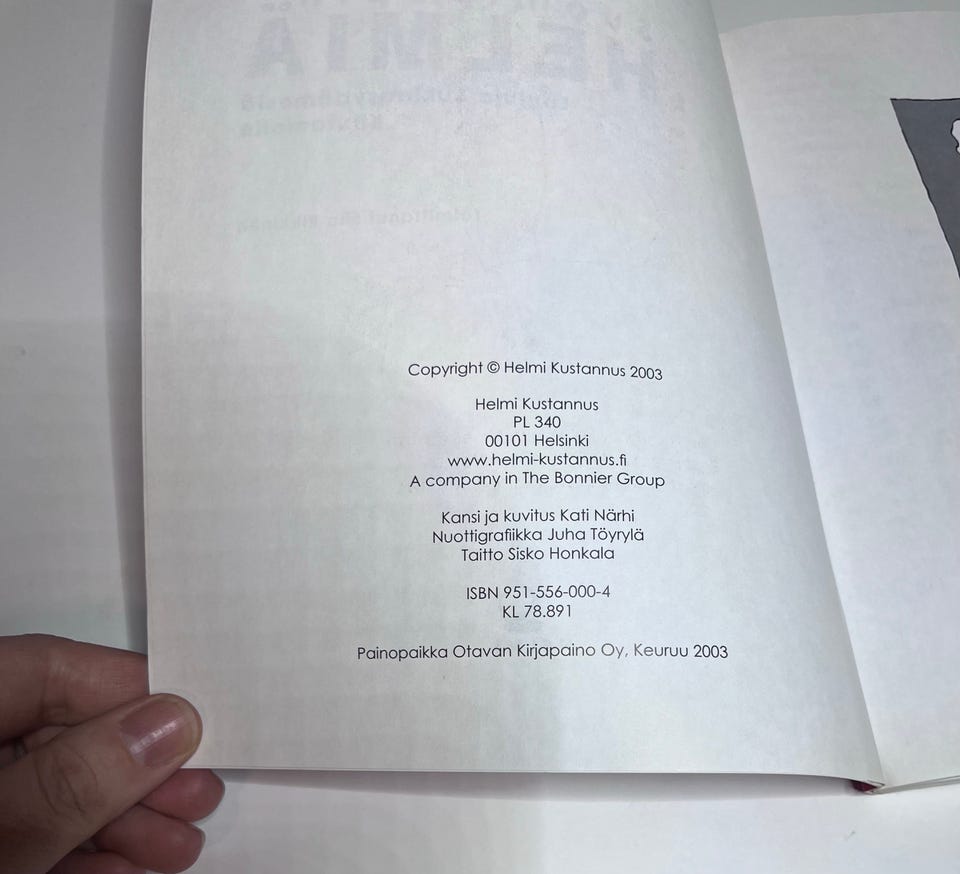 HELMIÄ
Copyright © Helmi Kustannus 2003
Helmi Kustannus
PL 340
00101 Helsinki
www.helmi-kustannus.fi
A company in The Bonnier Group
Kansi ja kuvitus Kati Närhi
Nuottigrafiikka Juha Töyrylä
Taitto Sisko Honkala
ISBN 951-556-000-4
KL 78.891
Painopaikka Otavan Kirjapaino Oy, Keuruu 2003